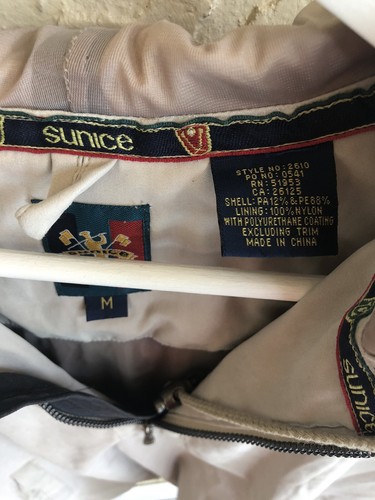 sunice
STYLE NO: 2610
PO NO: 0541
RN: 51953
CA: 26125
SHELL: PA12% & PE88%
LINING: 100% NYLON
WITH POLYURETHANE COATING
EXCLUDING TRIM
MADE IN CHINA
M
sunice